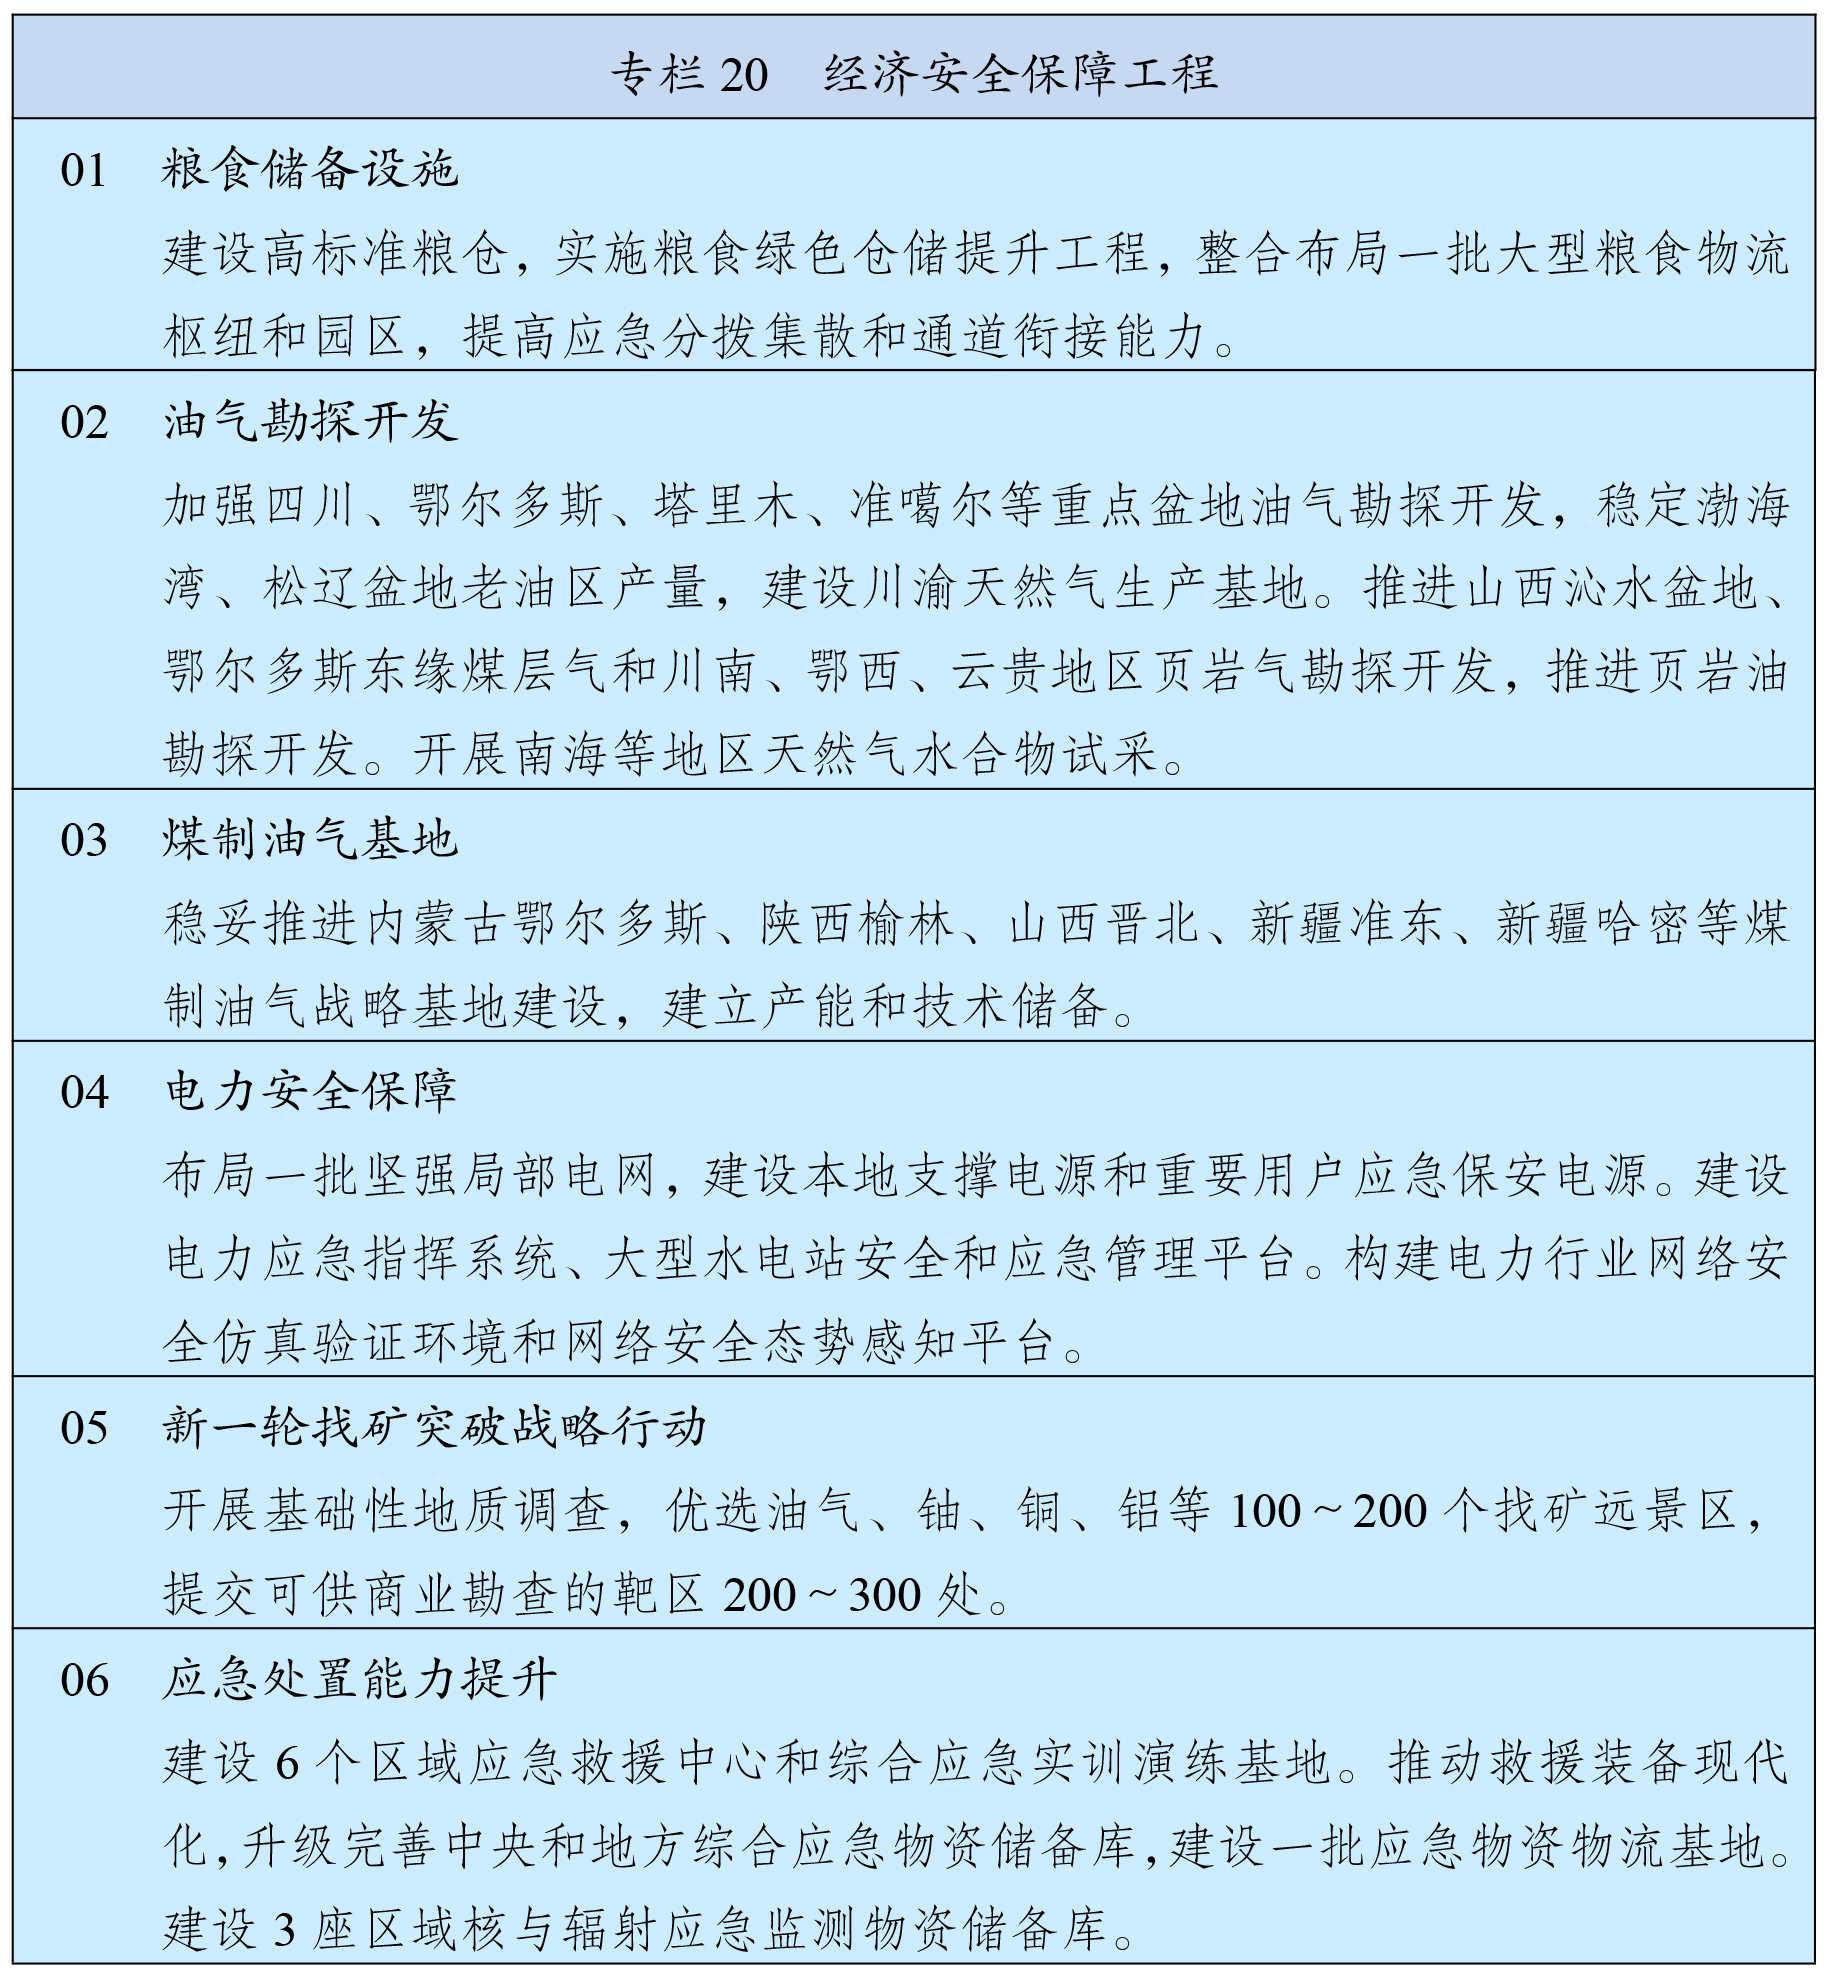 专栏 20　经济安全保障工程
01　粮食储备设施
建设高标准粮仓，实施粮食绿色仓储提升工程，整合布局一批大型粮食物流
枢纽和园区，提高应急分拨集散和通道衔接能力。
02　油气勘探开发
加强四川、鄂尔多斯、塔里木、准噶尔等重点盆地油气勘探开发，稳定渤海
湾、松辽盆地老油区产量，建设川渝天然气生产基地。推进山西沁水盆地、
鄂尔多斯东缘煤层气和川南、鄂西、云贵地区页岩气勘探开发，推进页岩油
勘探开发。开展南海等地区天然气水合物试采。
03　煤制油气基地
稳妥推进内蒙古鄂尔多斯、陕西榆林、山西晋北、新疆准东、新疆哈密等煤
制油气战略基地建设，建立产能和技术储备。
04　电力安全保障
布局一批坚强局部电网，建设本地支撑电源和重要用户应急保安电源。建设
电力应急指挥系统、大型水电站安全和应急管理平台。构建电力行业网络安
全仿真验证环境和网络安全态势感知平台。
05　新一轮找矿突破战略行动
开展基础性地质调查，优选油气、铀、铜、铝等 100～200 个找矿远景区，
提交可供商业勘查的靶区 200～300 处。
06　应急处置能力提升
建设 6 个区域应急救援中心和综合应急实训演练基地。推动救援装备现代
化，升级完善中央和地方综合应急物资储备库，建设一批应急物资物流基地。
建设 3 座区域核与辐射应急监测物资储备库。